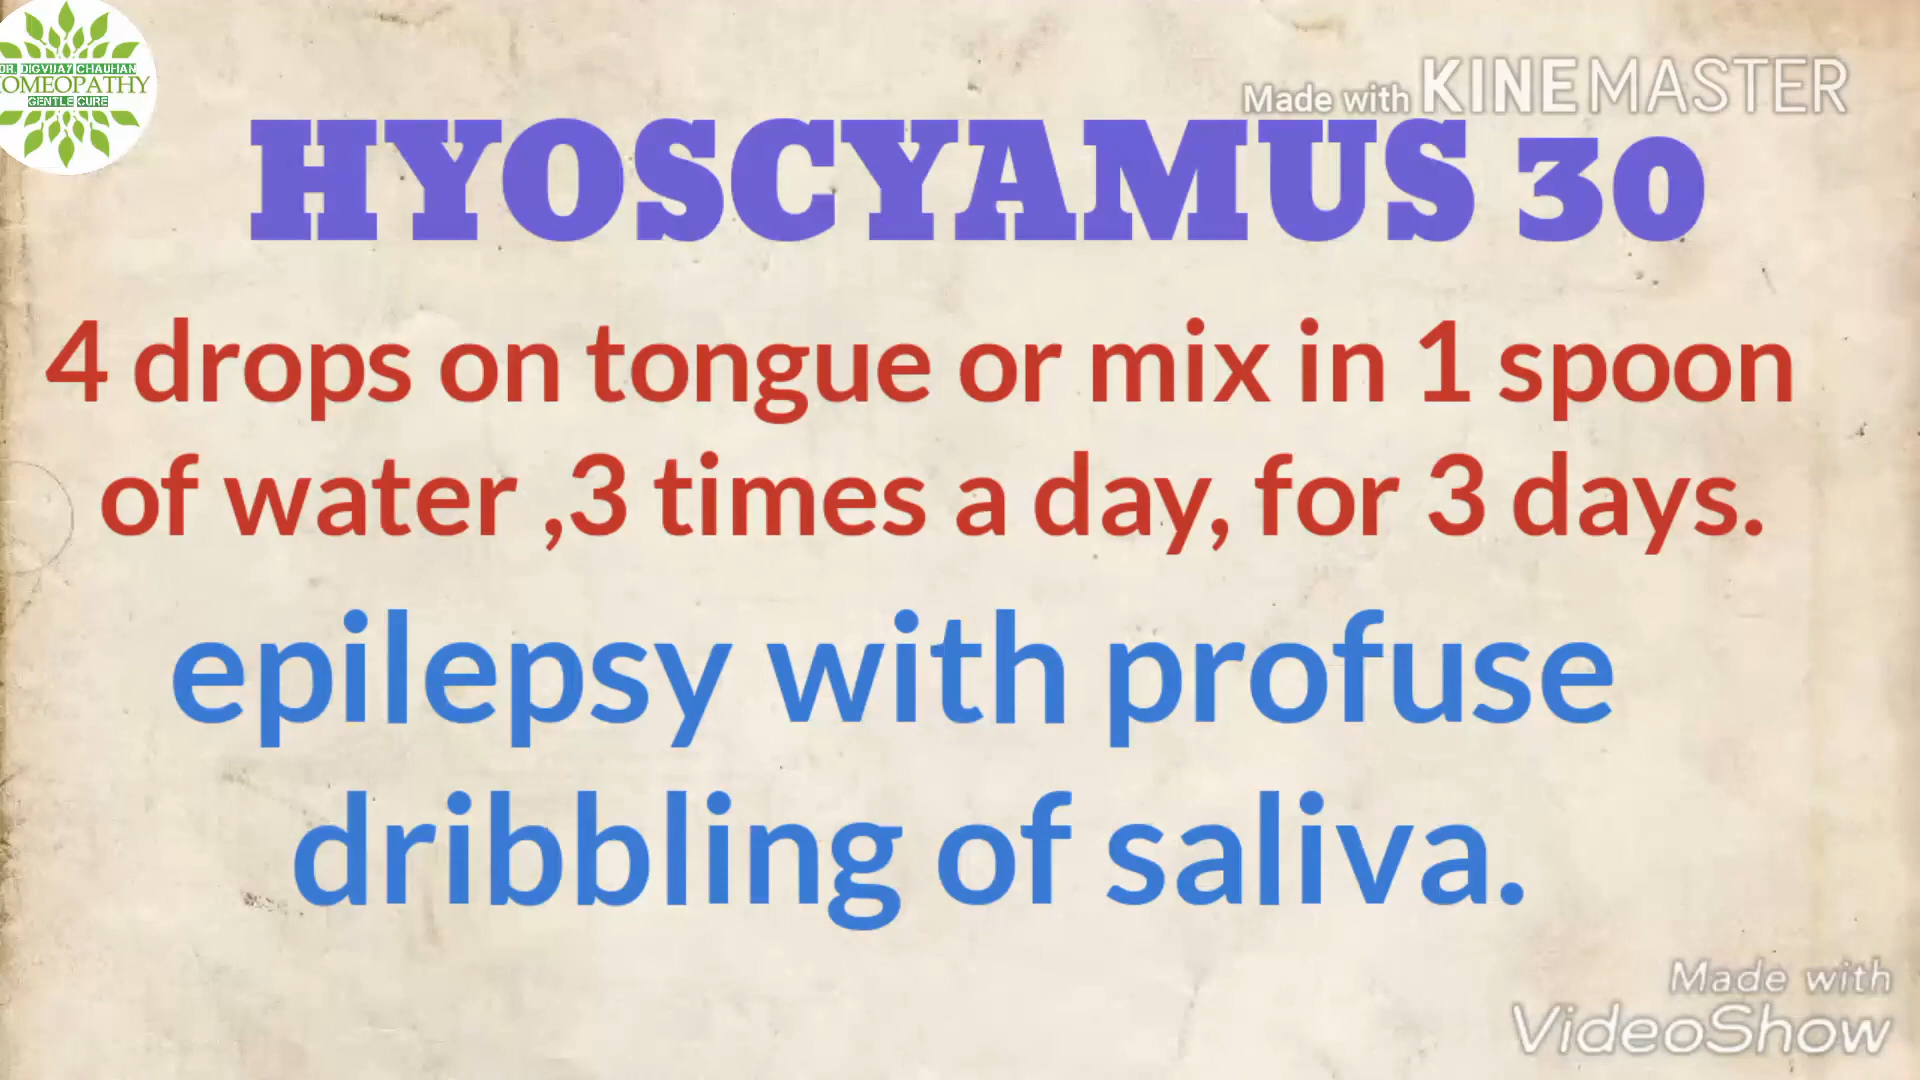 DR. DIGVIJAY CHAUHAN
HOMEOPATHY
GENTLE CURE
Made with KINEMASTER
HYOSCYAMUS 30
4 drops on tongue or mix in 1 spoon
of water ,3 times a day, for 3 days.
epilepsy with profuse
dribbling of saliva.
Made with
VideoShow